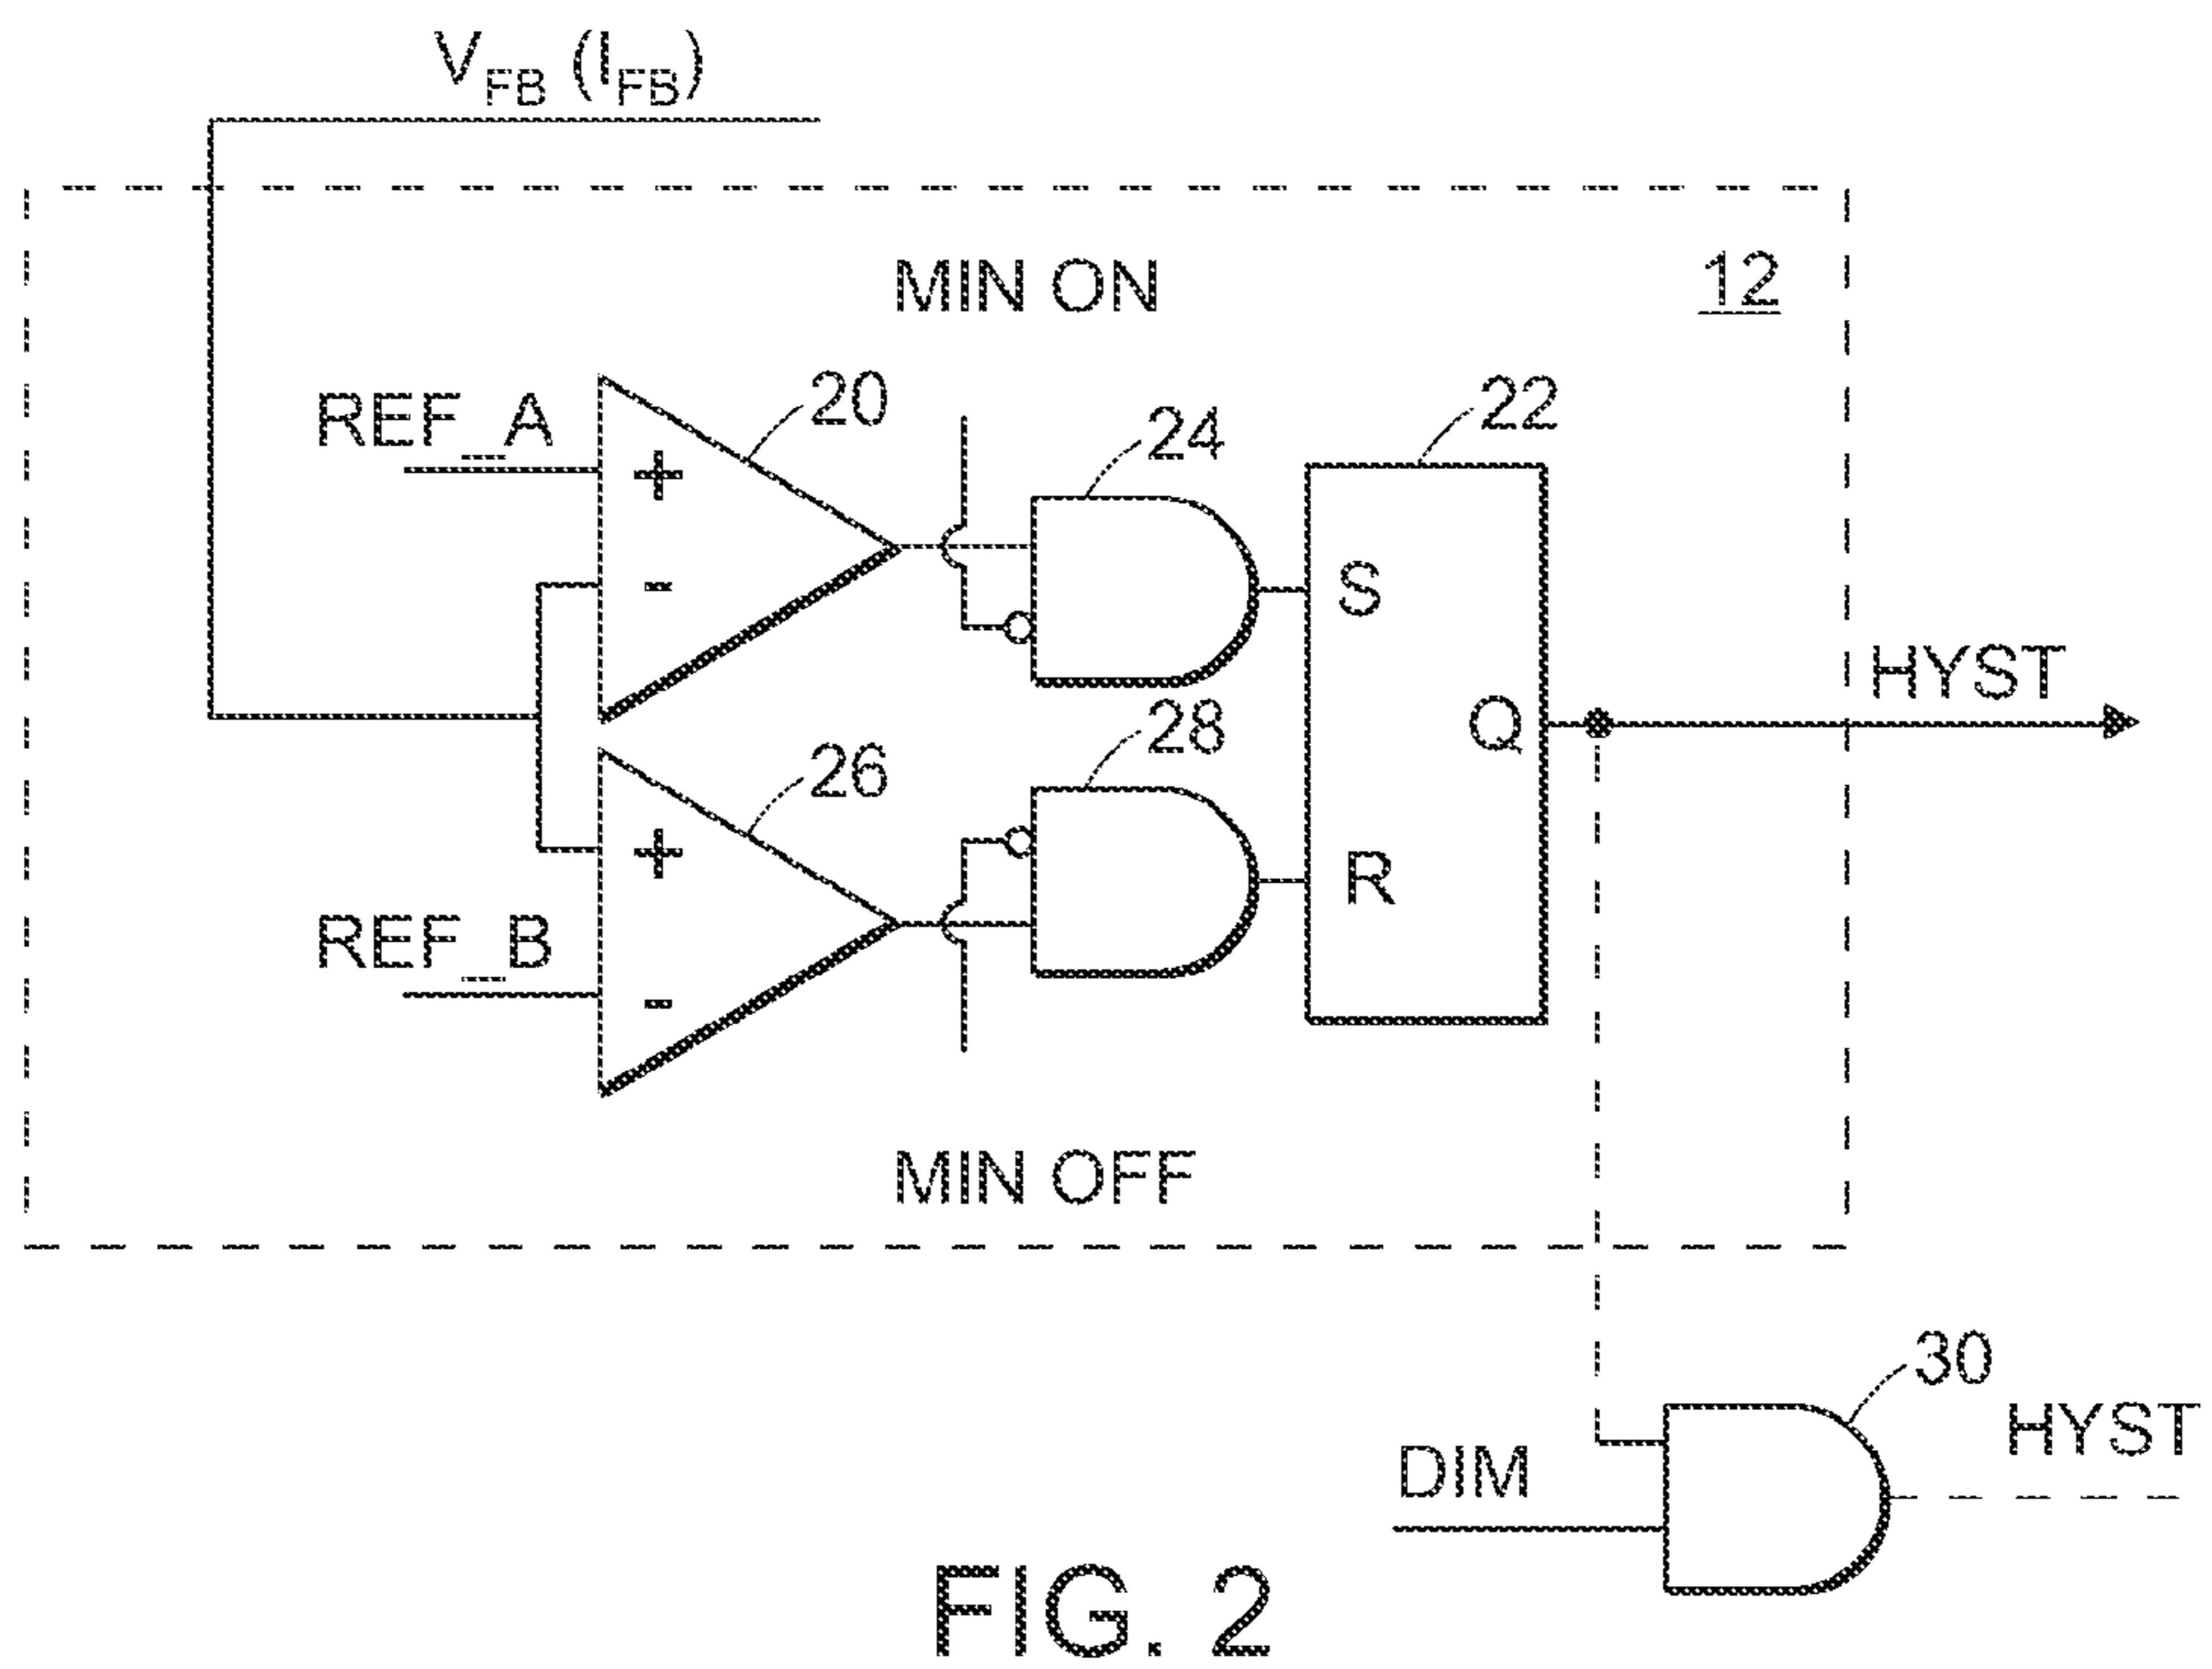 V_FB (I_FB)
MIN ON
12
REF_A
+
-
20
24
22
S
R
Q
HYST
26
28
+
-
REF_B
MIN OFF
30
DIM
HYST
FIG. 2